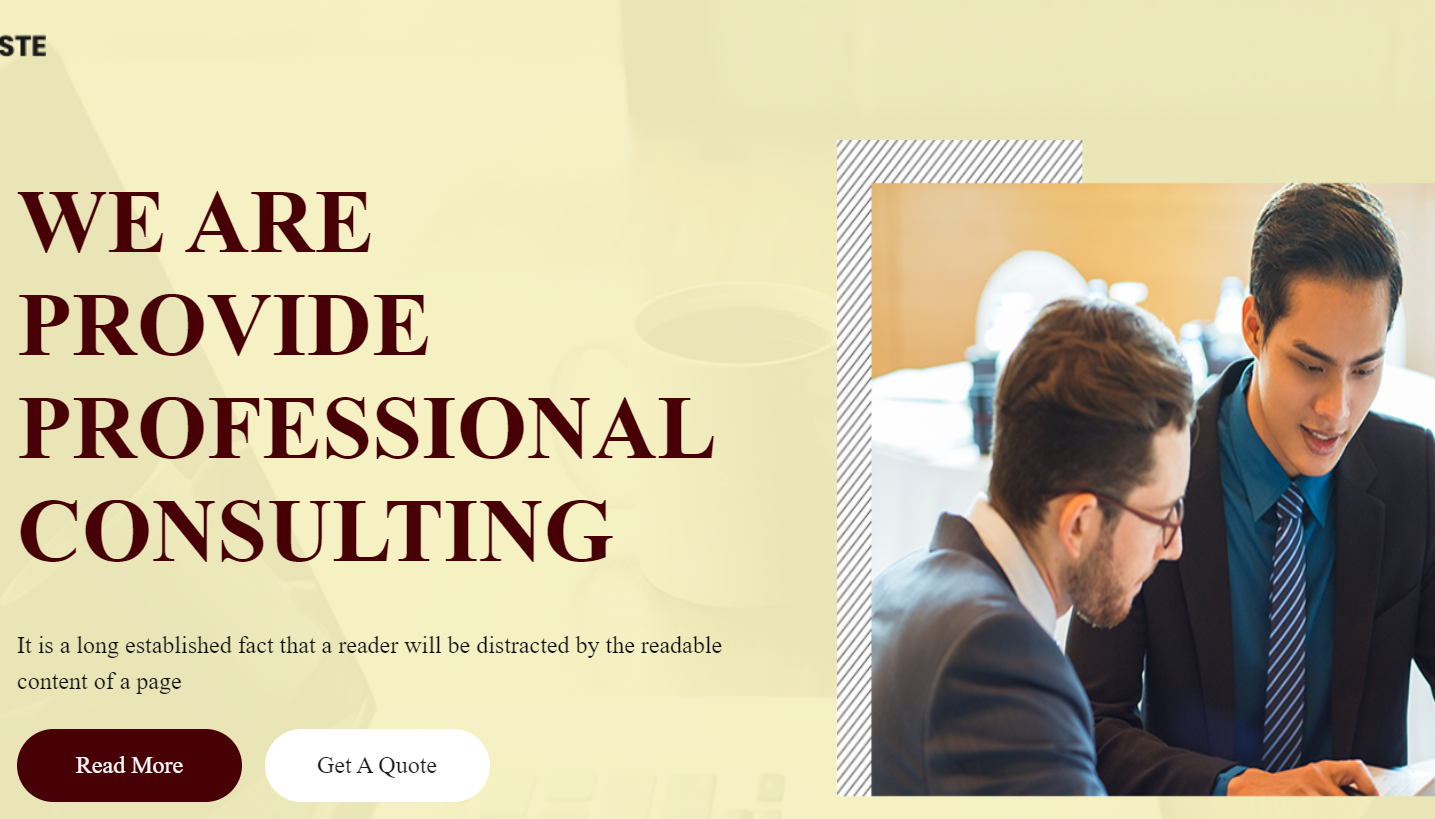 STE
WE ARE
PROVIDE
PROFESSIONAL
CONSULTING
It is a long established fact that a reader will be distracted by the readable
content of a page
Read More
Get A Quote